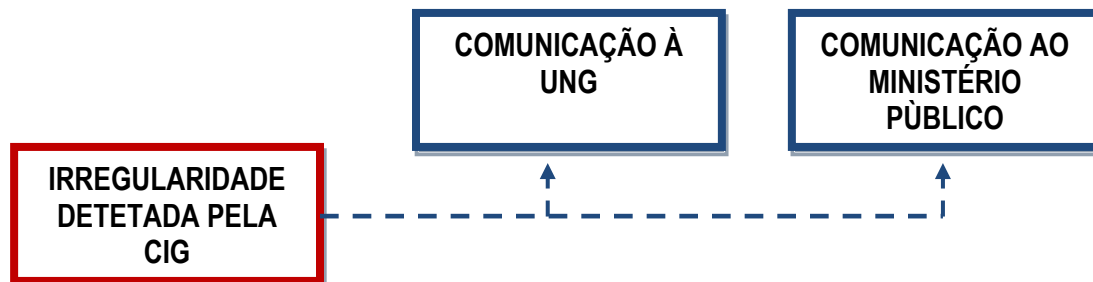 COMUNICAÇÃO À
UNG
COMUNICAÇÃO AO
MINISTÉRIO
PÙBLICO
IRREGULARIDADE
DETETADA PELA
CIG